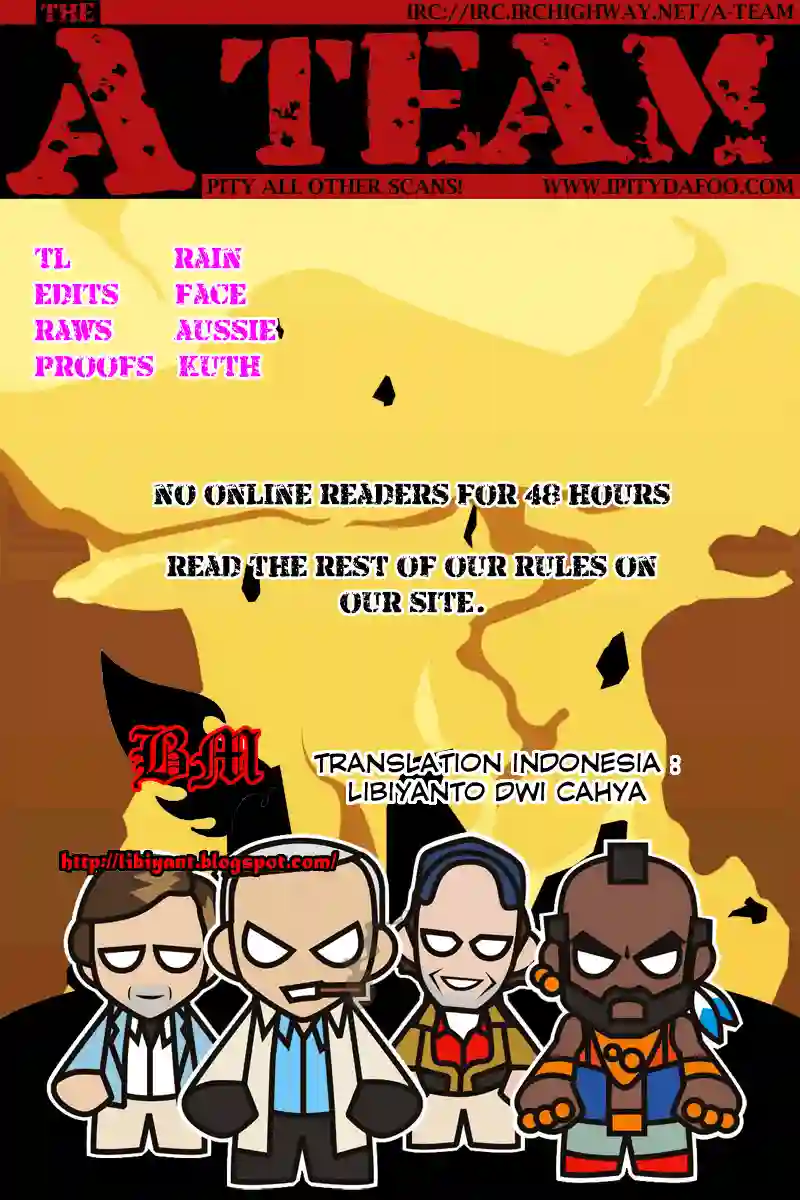 THE
IRC://IRC.IRCHIGHWAY.NET/A-TEAM
A TEAM
PITY ALL OTHER SCANS!
WWW.IPITYDAFOO.COM
TL RAIN
EDITS FACE
RAWS AUSSIE
PROOFS KUTH
NO ONLINE READERS FOR 48 HOURS
READ THE REST OF OUR RULES ON
OUR SITE.
BM
TRANSLATION INDONESIA :
LIBIYANTO DWI CAHYA
http://libiyant.blogspot.com/